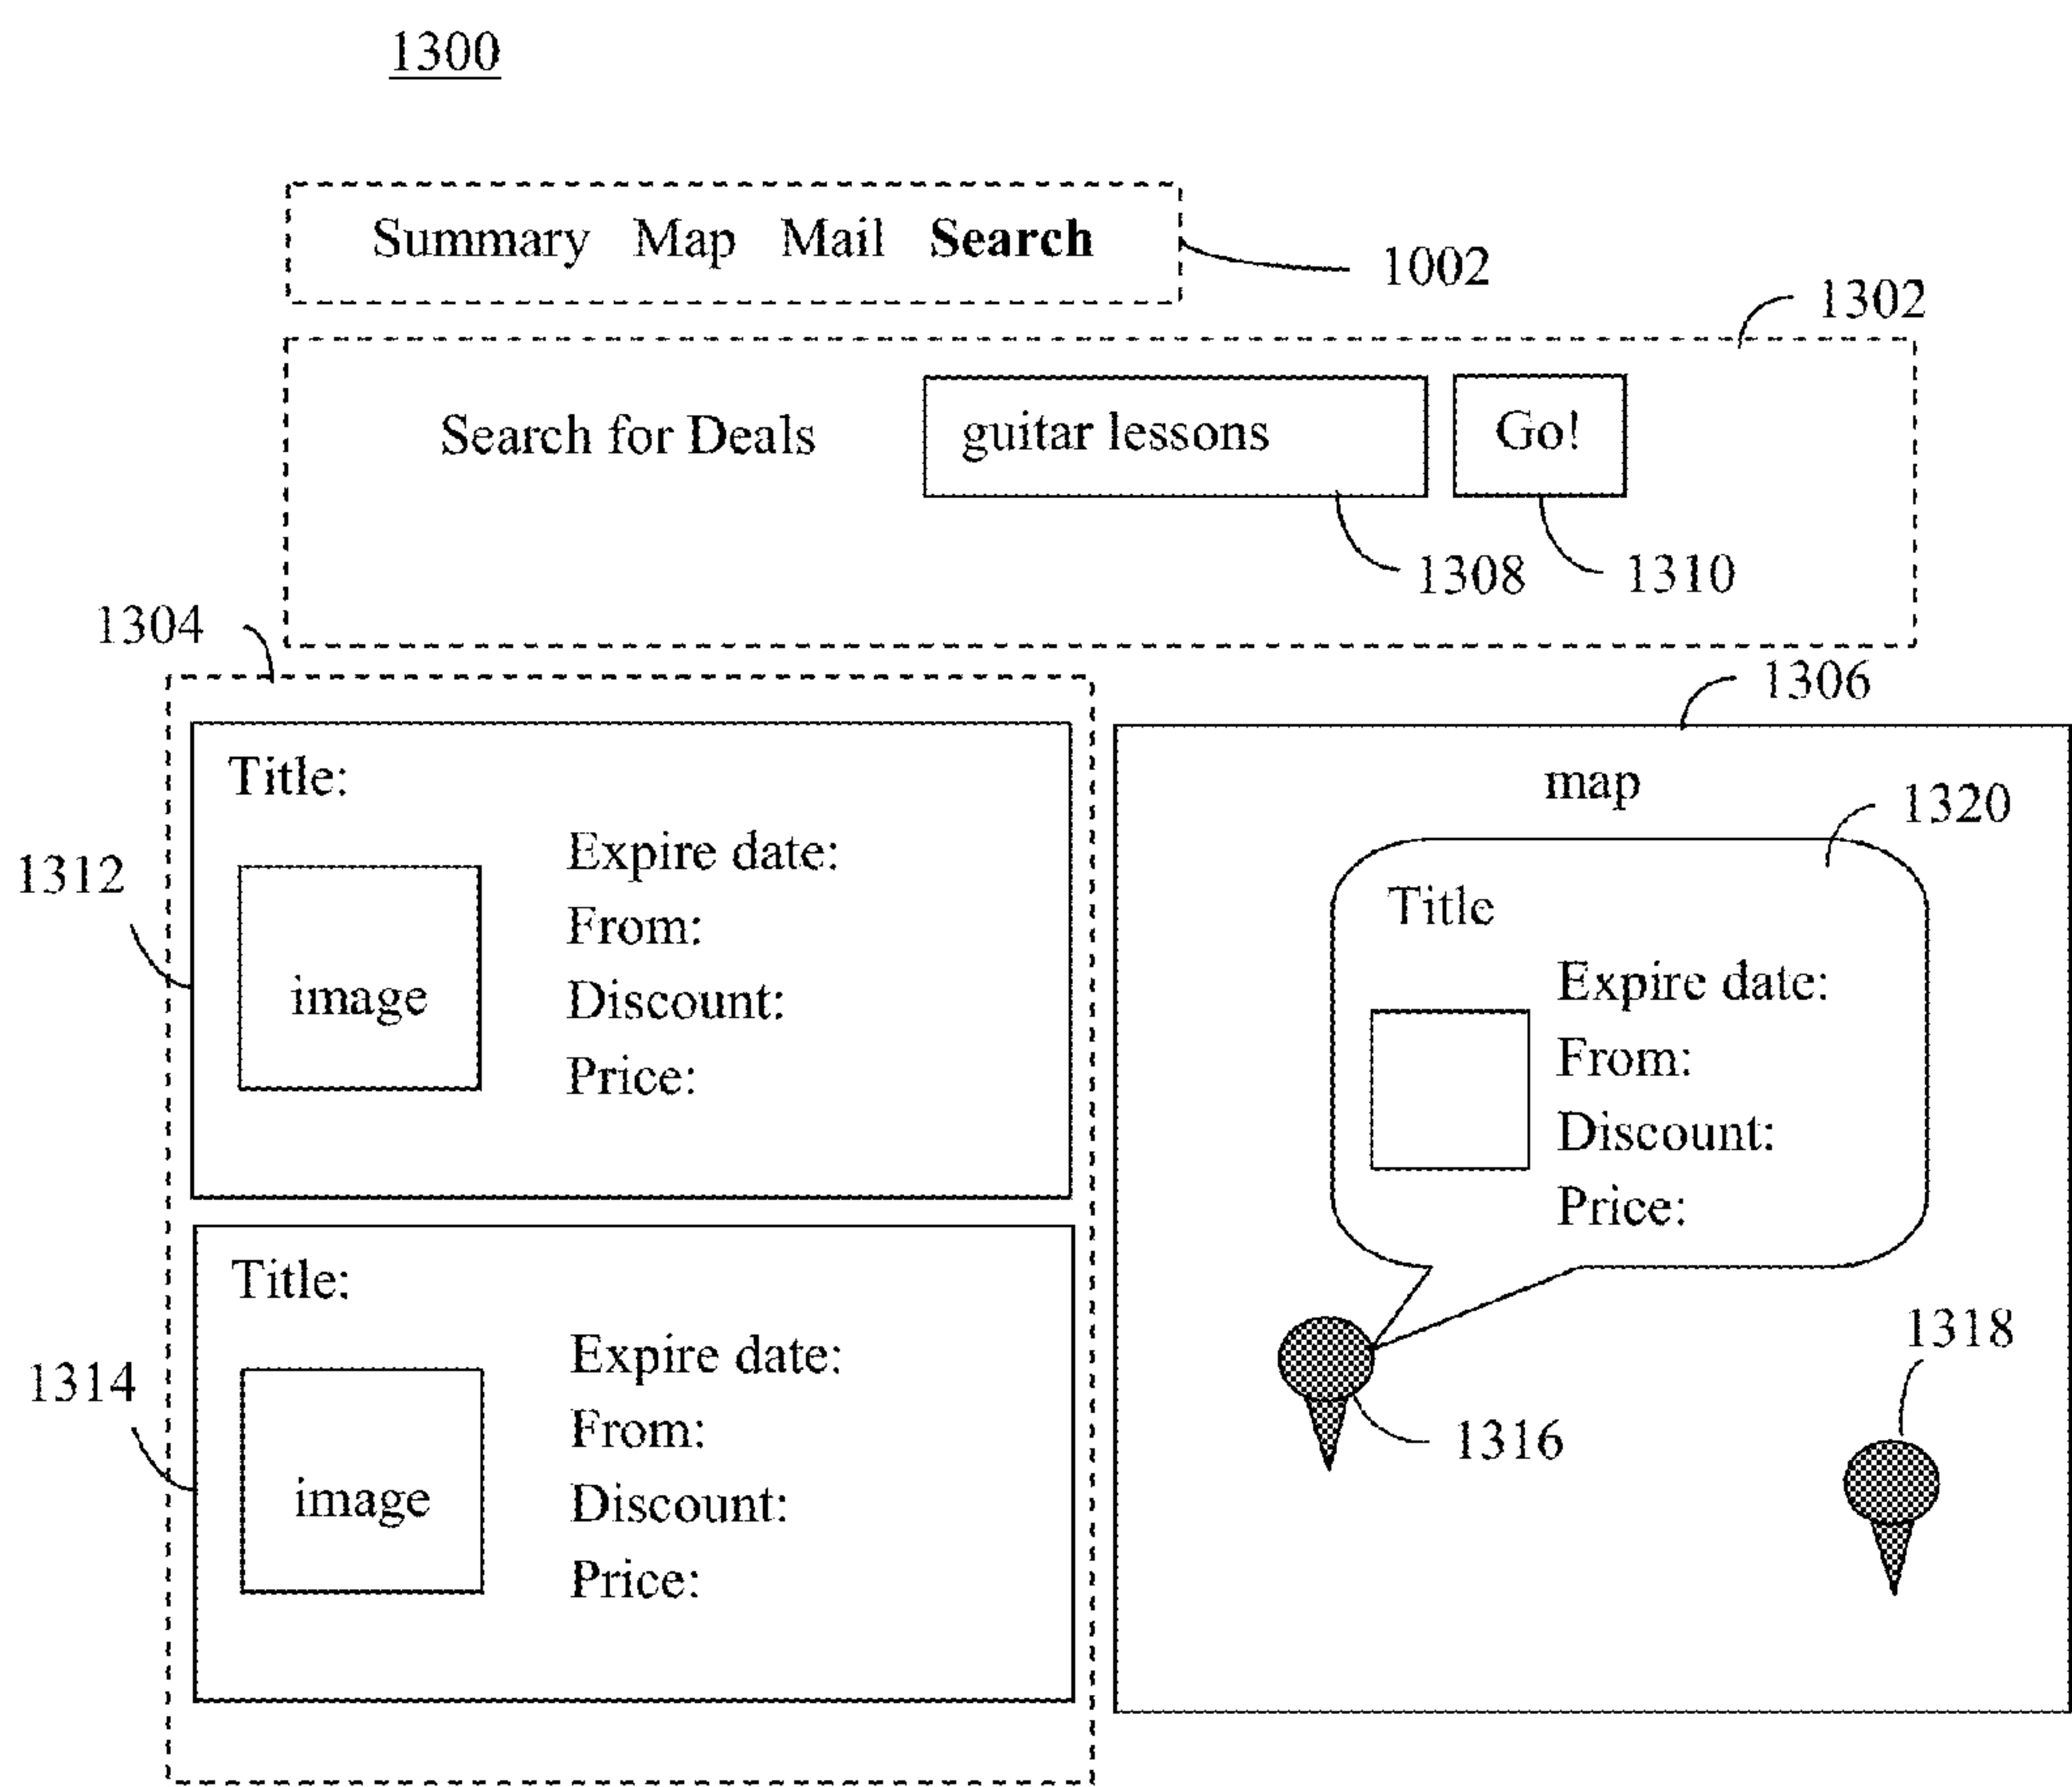 1300
Summary Map Mail Search
1002
1302
Search for Deals guitar lessons Go!
1308 1310
1304
1306
Title:
1312
image
Expire date:
From:
Discount:
Price:
Title:
1314
image
Expire date:
From:
Discount:
Price:
map
1320
Title
Expire date:
From:
Discount:
Price:
1316
1318